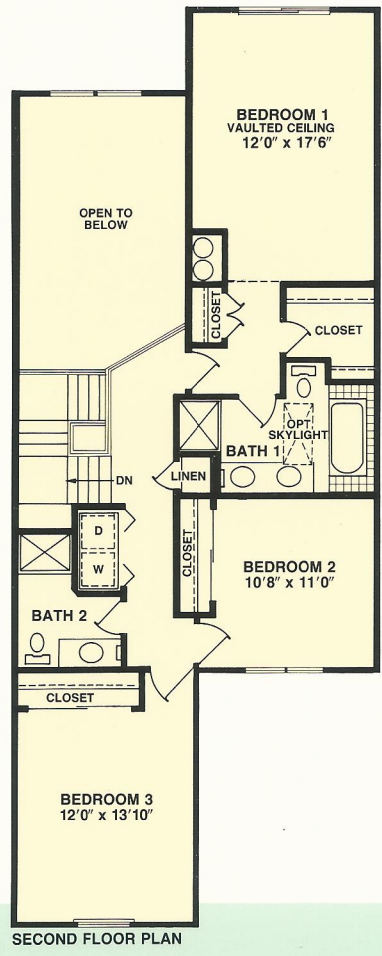 BEDROOM 1
VAULTED CEILING
12'0" x 17'6"
OPEN TO
BELOW
CLOSET
CLOSET
OPT
SKYLIGHT
BATH 1
LINEN
DN
D
W
CLOSET
BEDROOM 2
10'8" x 11'0"
BATH 2
CLOSET
BEDROOM 3
12'0" x 13'10"
SECOND FLOOR PLAN